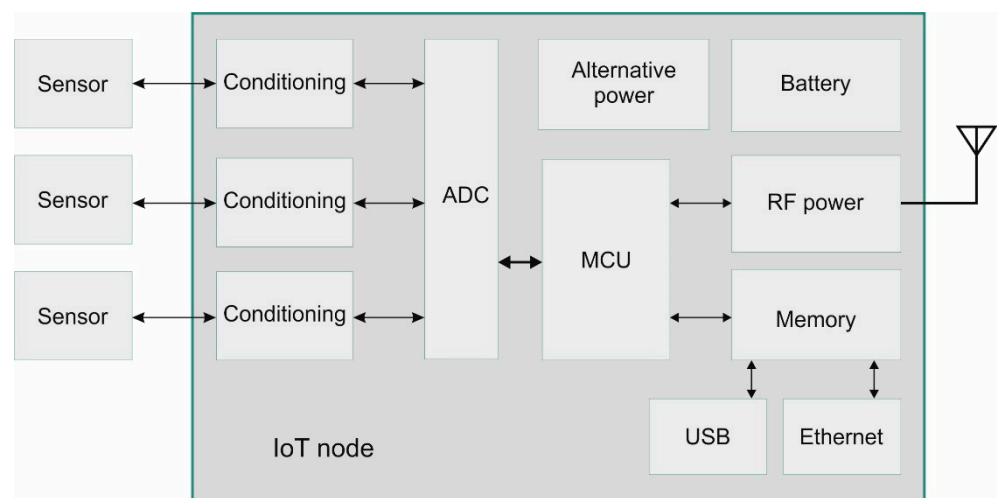 Sensor
Conditioning
ADC
Alternative
power
Battery
Sensor
Conditioning
MCU
RF power
Sensor
Conditioning
Memory
USB
Ethernet
IoT node